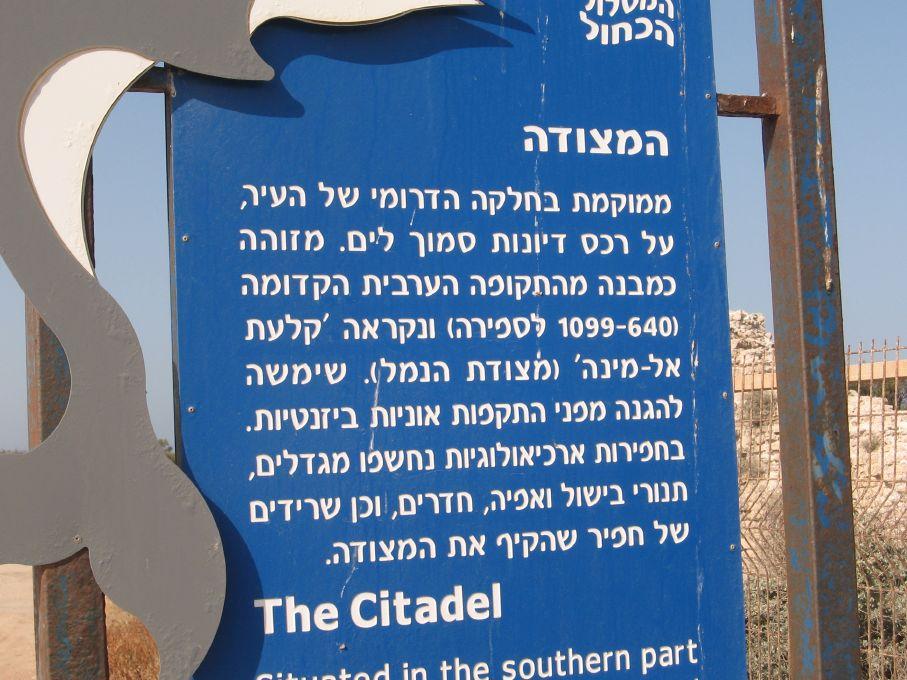 המסלול
הכחול
המצודה
ממוקמת בחלקה הדרומי של העיר,
על רכס דיונות סמוך לים. מזוהה
כמבנה מהתקופה הערבית הקדומה
(1099-640 לספירה) ונקראה 'קלעת
אל-מינה' (מצודת הנמל). שימשה
להגנה מפני התקפות אוניות ביזנטיות.
בחפירות ארכיאולוגיות נחשפו מגדלים,
תנורי בישול ואפיה, חדרים, וכן שרידים
של חפיר שהקיף את המצודה.
The Citadel
Situated in the southern part